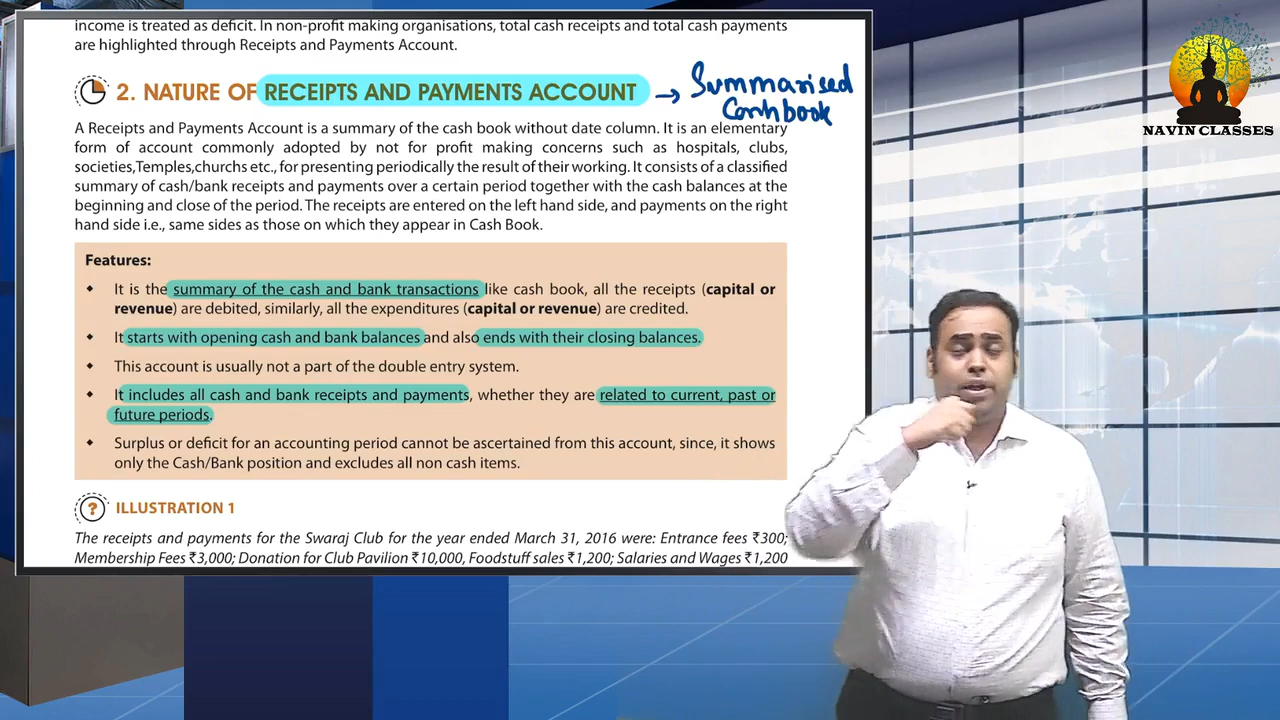 income is treated as deficit. In non-profit making organisations, total cash receipts and total cash payments
are highlighted through Receipts and Payments Account.
2. NATURE OF RECEIPTS AND PAYMENTS ACCOUNT → Summarised
Cashbook
A Receipts and Payments Account is a summary of the cash book without date column. It is an elementary
form of account commonly adopted by not for profit making concerns such as hospitals, clubs,
societies,Temples,churchs etc., for presenting periodically the result of their working. It consists of a classified
summary of cash/bank receipts and payments over a certain period together with the cash balances at the
beginning and close of the period. The receipts are entered on the left hand side, and payments on the right
hand side i.e., same sides as those on which they appear in Cash Book.
Features:
It is the summary of the cash and bank transactions like cash book, all the receipts (capital or
revenue) are debited, similarly, all the expenditures (capital or revenue) are credited.
It starts with opening cash and bank balances and also ends with their closing balances.
This account is usually not a part of the double entry system.
It includes all cash and bank receipts and payments, whether they are related to current, past or
future periods.
Surplus or deficit for an accounting period cannot be ascertained from this account, since, it shows
only the Cash/Bank position and excludes all non cash items.
? ILLUSTRATION 1
The receipts and payments for the Swaraj Club for the year ended March 31, 2016 were: Entrance fees ₹300;
Membership Fees ₹3,000; Donation for Club Pavilion ₹10,000, Foodstuff sales ₹1,200; Salaries and Wages ₹1,200
NAVIN CLASSES